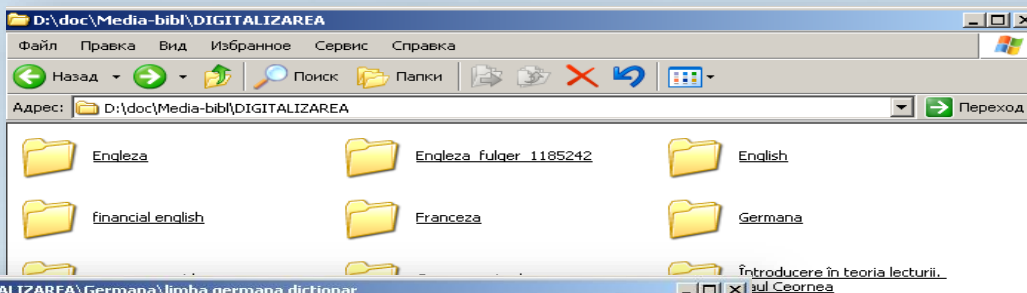 D:\doc\Media-bibl\DIGITALIZAREA
Файл Правка Вид Избранное Сервис Справка
Назад Поиск Папки
Адрес: D:\doc\Media-bibl\DIGITALIZAREA Переход
Engleza Engleza_fulger_1185242 English
financial english Franceza Germana
Introducere în teoria lecturii.
aul Ceornea
ALIZAREA\Germana\limba germana dictionar